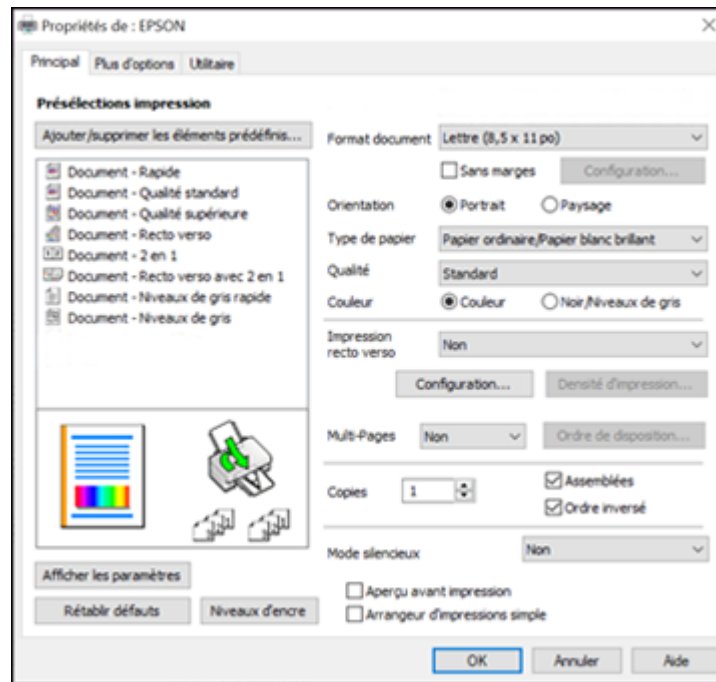 Propriétés de : EPSON
Principal Plus d'options Utilitaire
Présélections impression
Ajouter/supprimer les éléments prédéfinis...
Document - Rapide
Document - Qualité standard
Document - Qualité supérieure
Document - Recto verso
Document - 2 en 1
Document - Recto verso avec 2 en 1
Document - Niveaux de gris rapide
Document - Niveaux de gris
Afficher les paramètres
Rétablir défauts Niveaux d'encre
Format document Lettre (8,5 x 11 po)
Sans marges Configuration...
Orientation Portrait Paysage
Type de papier Papier ordinaire/Papier blanc brillant
Qualité Standard
Couleur Couleur Noir/Niveaux de gris
Impression
recto verso Non
Configuration... Densité d'impression...
Multi-Pages Non Ordre de disposition...
Copies 1 Assemblées
Ordre inversé
Mode silencieux Non
Aperçu avant impression
Arrangeur d'impressions simple
OK Annuler Aide